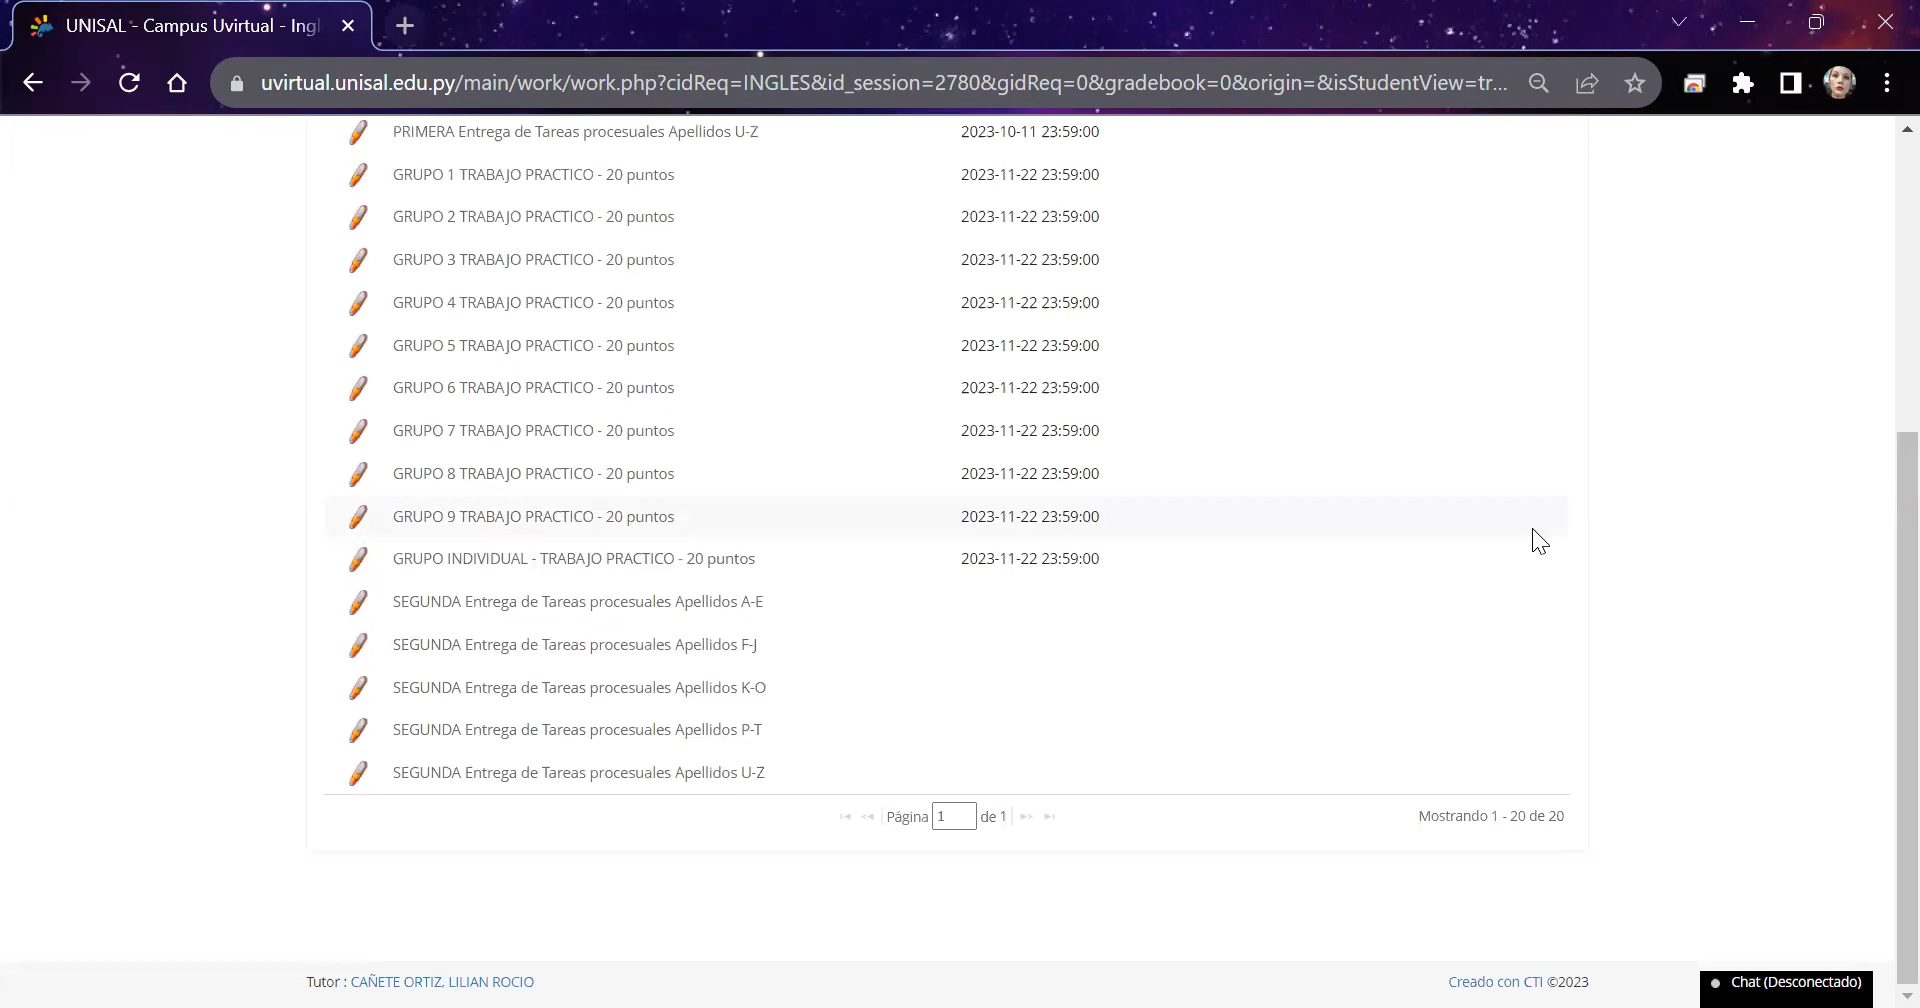 UNISAL - Campus Uvirtual - Ingl
uvirtual.unisal.edu.py/main/work/work.php?cidReq=INGLES&id_session=2780&gidReq=0&gradebook=0&origin=&isStudentView=tr...
PRIMERA Entrega de Tareas procesuales Apellidos U-Z 2023-10-11 23:59:00
GRUPO 1 TRABAJO PRACTICO - 20 puntos 2023-11-22 23:59:00
GRUPO 2 TRABAJO PRACTICO - 20 puntos 2023-11-22 23:59:00
GRUPO 3 TRABAJO PRACTICO - 20 puntos 2023-11-22 23:59:00
GRUPO 4 TRABAJO PRACTICO - 20 puntos 2023-11-22 23:59:00
GRUPO 5 TRABAJO PRACTICO - 20 puntos 2023-11-22 23:59:00
GRUPO 6 TRABAJO PRACTICO - 20 puntos 2023-11-22 23:59:00
GRUPO 7 TRABAJO PRACTICO - 20 puntos 2023-11-22 23:59:00
GRUPO 8 TRABAJO PRACTICO - 20 puntos 2023-11-22 23:59:00
GRUPO 9 TRABAJO PRACTICO - 20 puntos 2023-11-22 23:59:00
GRUPO INDIVIDUAL - TRABAJO PRACTICO - 20 puntos 2023-11-22 23:59:00
SEGUNDA Entrega de Tareas procesuales Apellidos A-E
SEGUNDA Entrega de Tareas procesuales Apellidos F-J
SEGUNDA Entrega de Tareas procesuales Apellidos K-O
SEGUNDA Entrega de Tareas procesuales Apellidos P-T
SEGUNDA Entrega de Tareas procesuales Apellidos U-Z
Página 1 de 1 Mostrando 1 - 20 de 20
Tutor : CAÑETE ORTIZ, LILIAN ROCIO Creado con CTI ©2023 Chat (Desconectado)